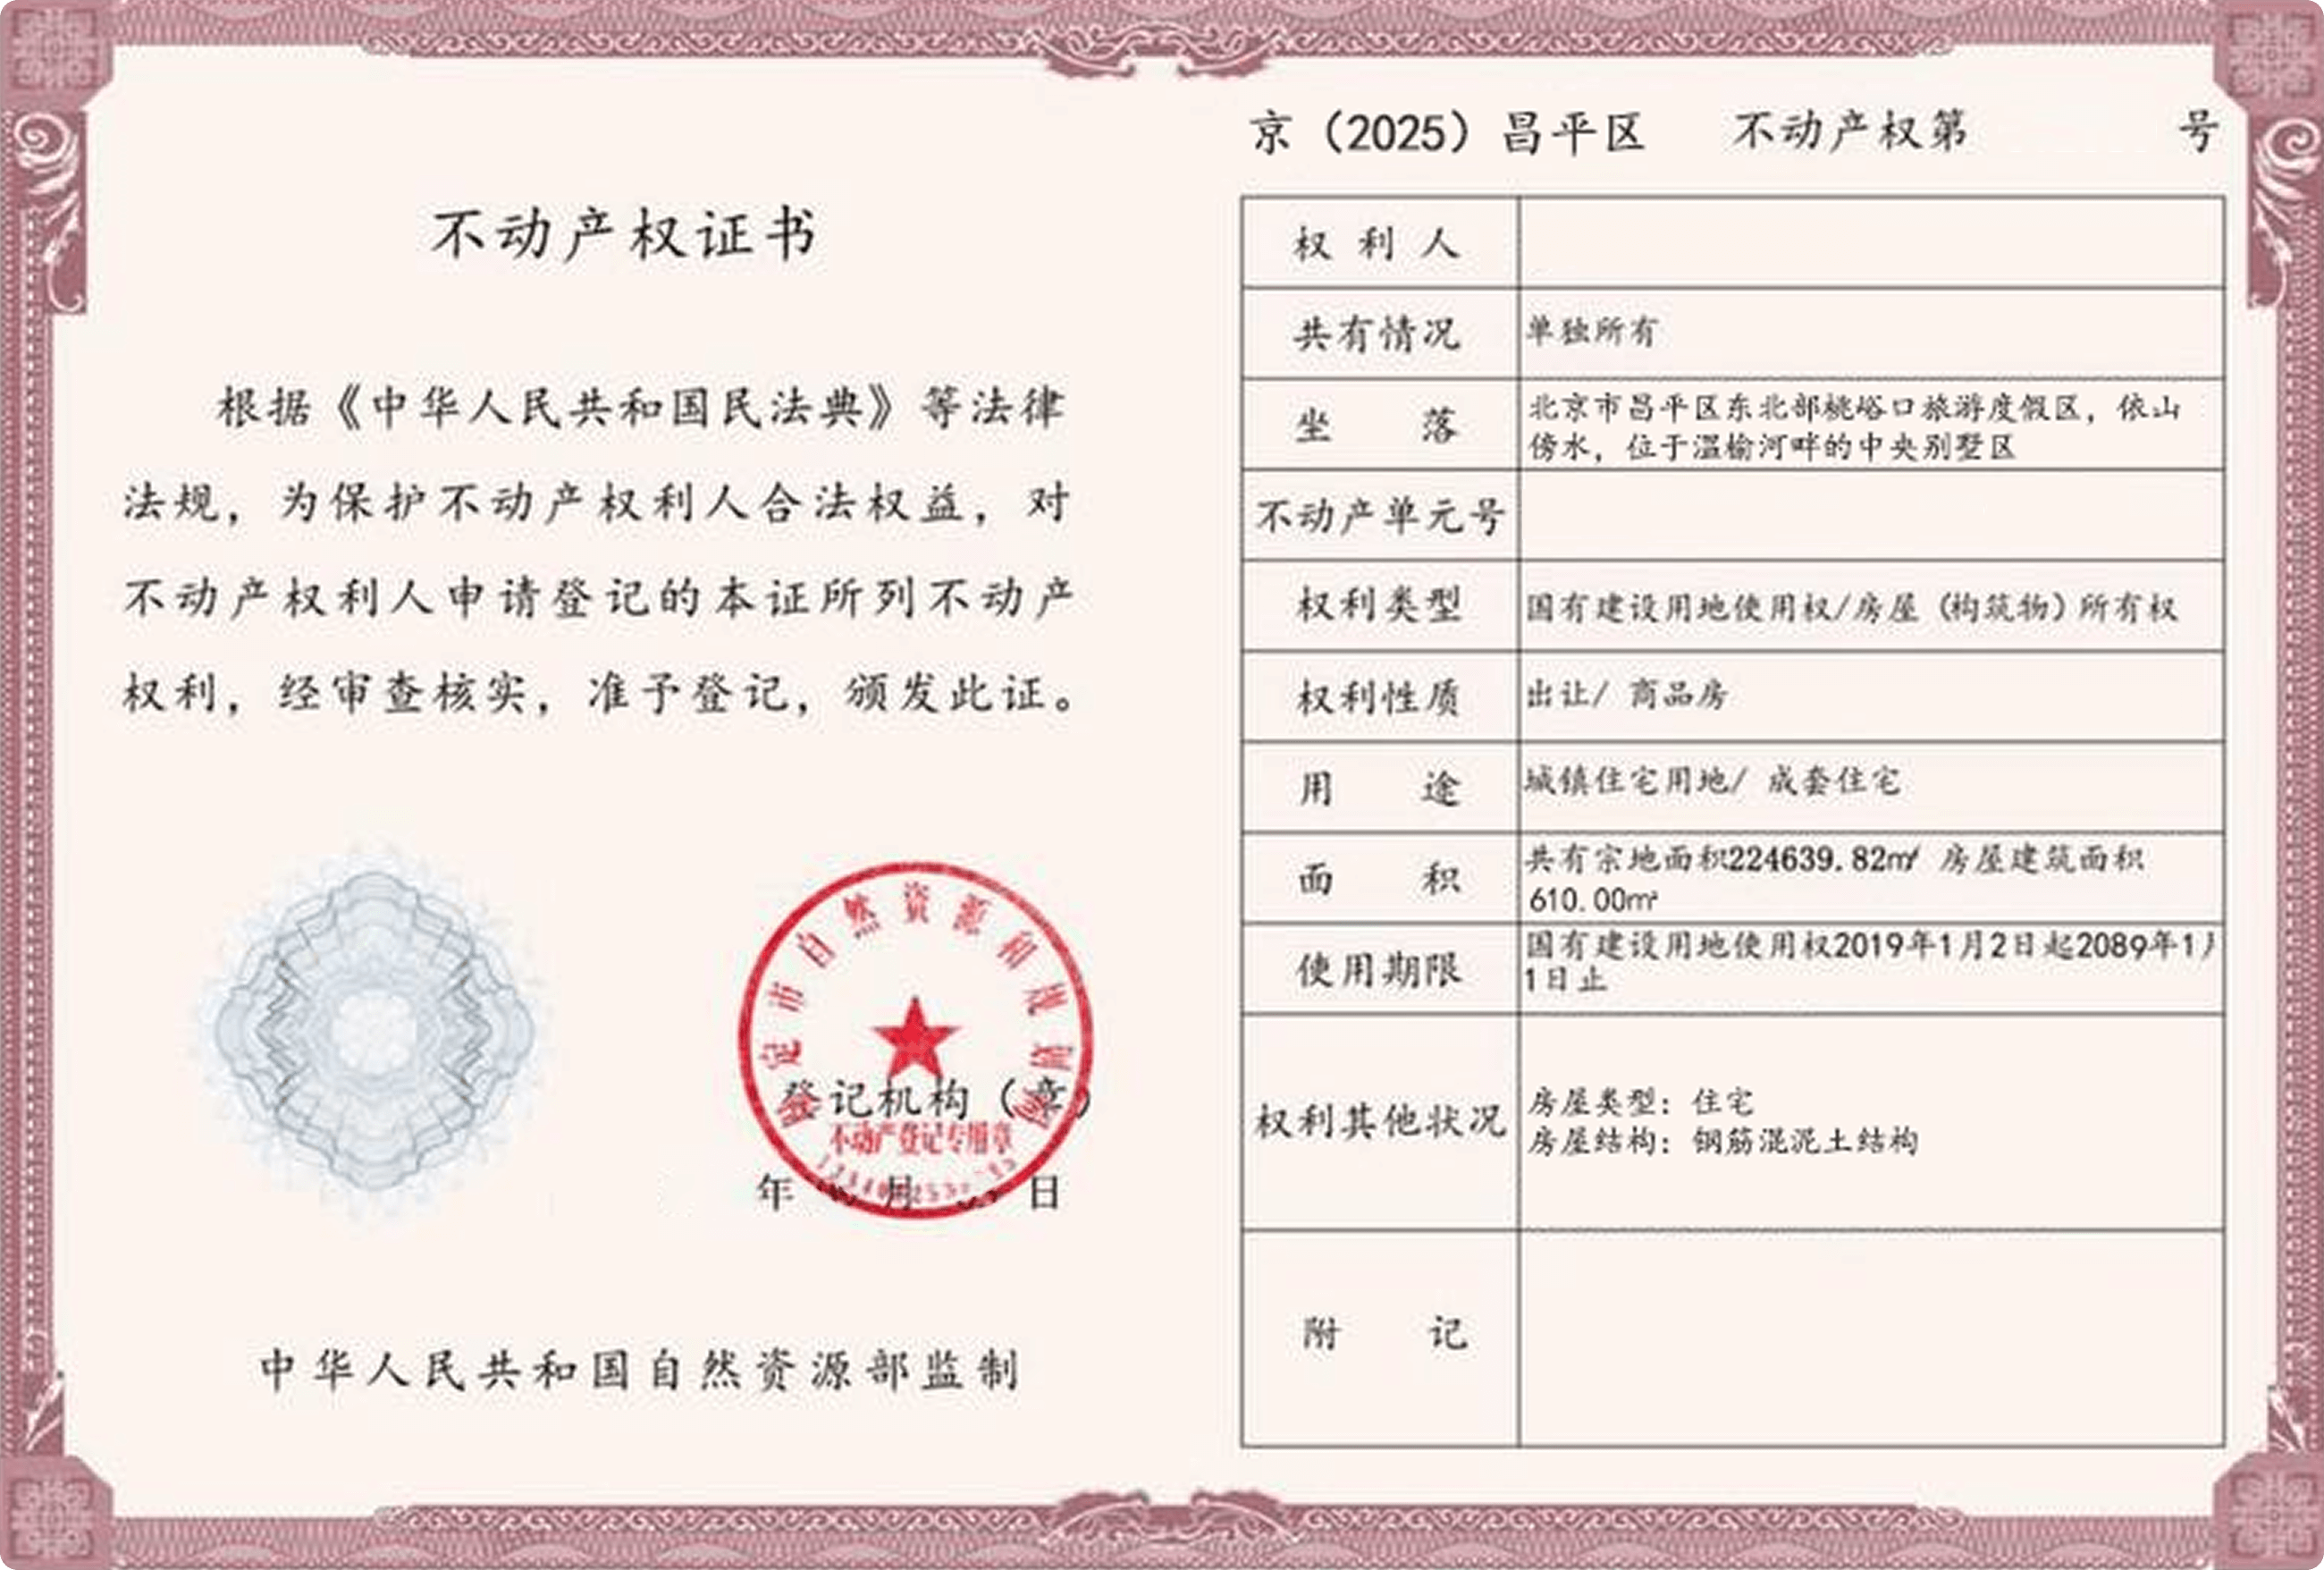 不动产权证书
根据《中华人民共和国民法典》等法律
法规，为保护不动产权利人合法权益，对
不动产权利人申请登记的本证所列不动产
权利，经审查核实，准予登记，颁发此证。
市自然资源和规划
登记机构（章）
不动产登记专用章
年 月 日
中华人民共和国自然资源部监制
京（2025）昌平区 不动产权第 号
权利人
共有情况 单独所有
坐落 北京市昌平区东北部桃峪口旅游度假区，依山
傍水，位于温榆河畔的中央别墅区
不动产单元号
权利类型 国有建设用地使用权/房屋（构筑物）所有权
权利性质 出让/ 商品房
用途 城镇住宅用地/ 成套住宅
面积 共有宗地面积224639.82㎡ 房屋建筑面积
610.00㎡
使用期限 国有建设用地使用权2019年1月2日起2089年1月
1日止
权利其他状况 房屋类型：住宅
房屋结构：钢筋混泥土结构
附记